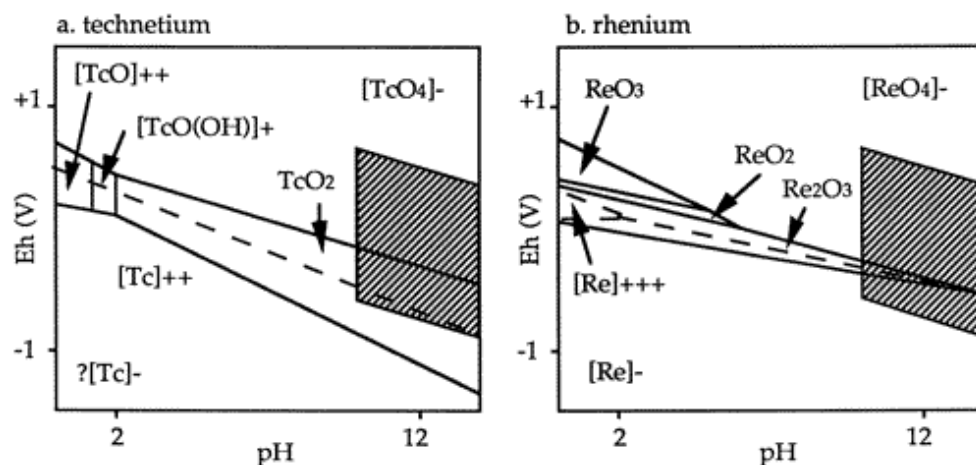 a. technetium
[TcO]++
[TcO4]-
+1
[TcO(OH)]+
TcO2
Eh (V)
[Tc]++
-1
?[Tc]-
2
12
pH
b. rhenium
ReO3
[ReO4]-
+1
ReO2
Re2O3
Eh (V)
[Re]+++
-1
[Re]-
2
12
pH